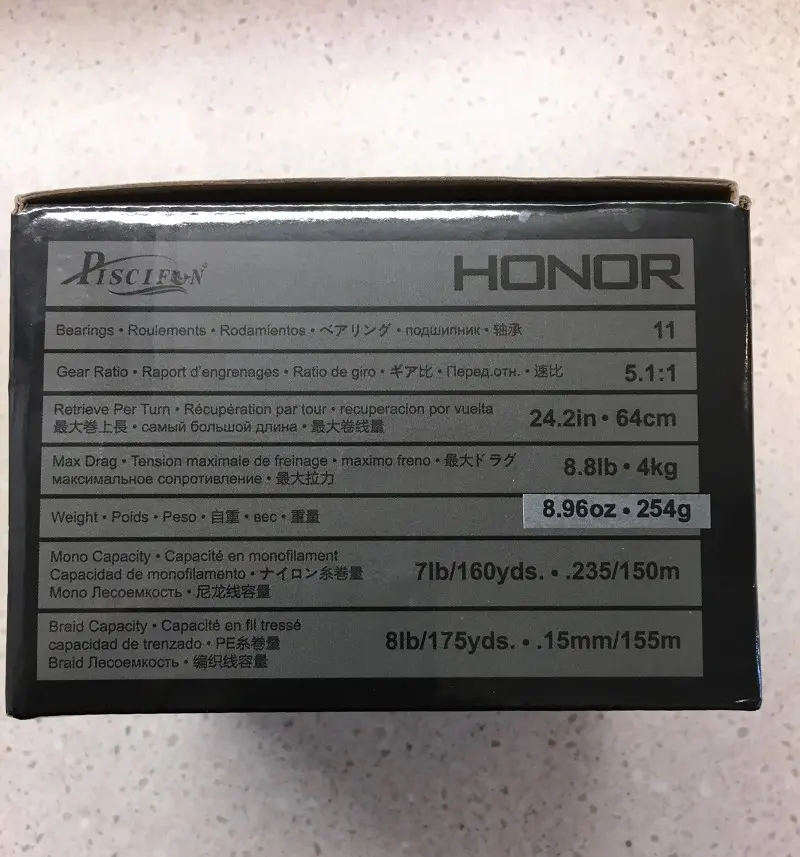 PISCIFUN HONOR
Bearings • Roulements • Rodamientos • ベアリング • подшипник • 轴承 11
Gear Ratio • Raport d'engrenages • Ratio de giro • ギア比 • Перед.отн. • 速比 5.1:1
Retrieve Per Turn • Récupération par tour • recuperacion por vuelta
最大巻上長 • самый большой длина • 最大卷线量 24.2in • 64cm
Max Drag • Tension maximale de freinage • maximo freno • 最大ドラグ
максимальное сопротивление • 最大拉力 8.8lb • 4kg
Weight • Poids • Peso • 自重 • вес • 重量 8.96oz • 254g
Mono Capacity • Capacité en monofilament
Capacidad de monofilamento • ナイロン糸巻量 7lb/160yds. • .235/150m
Mono Лесоемкость • 尼龙线容量
Braid Capacity • Capacité en fil tressé
capacidad de trenzado • PE糸巻量 8lb/175yds. • .15mm/155m
Braid Лесоемкость • 编织线容量